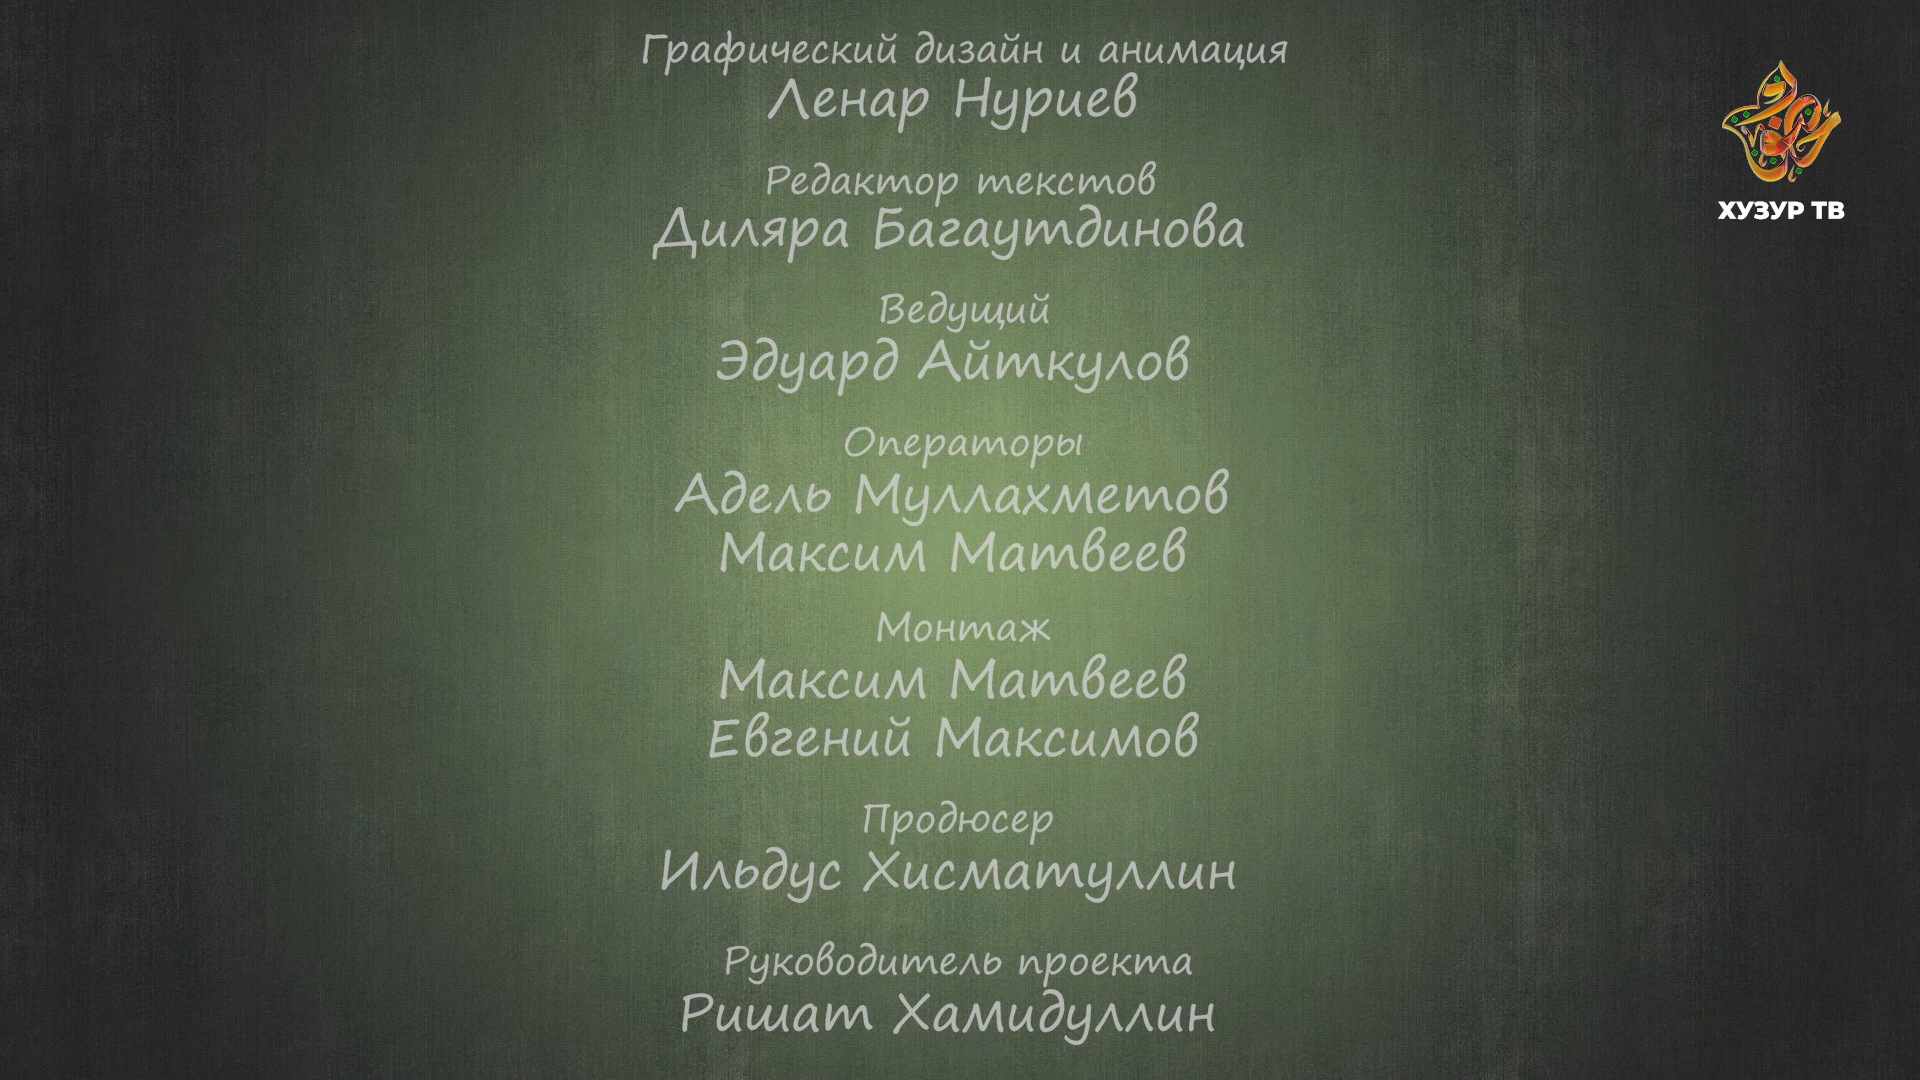 Графический дизайн и анимация
Ленар Нуриев
Редактор текстов
Диляра Багаутдинова
Ведущий
Эдуард Айткулов
Операторы
Адель Муллахметов
Максим Матвеев
Монтаж
Максим Матвеев
Евгений Максимов
Продюсер
Ильдус Хисматуллин
Руководитель проекта
Ришат Хамидуллин
ХУЗУР ТВ